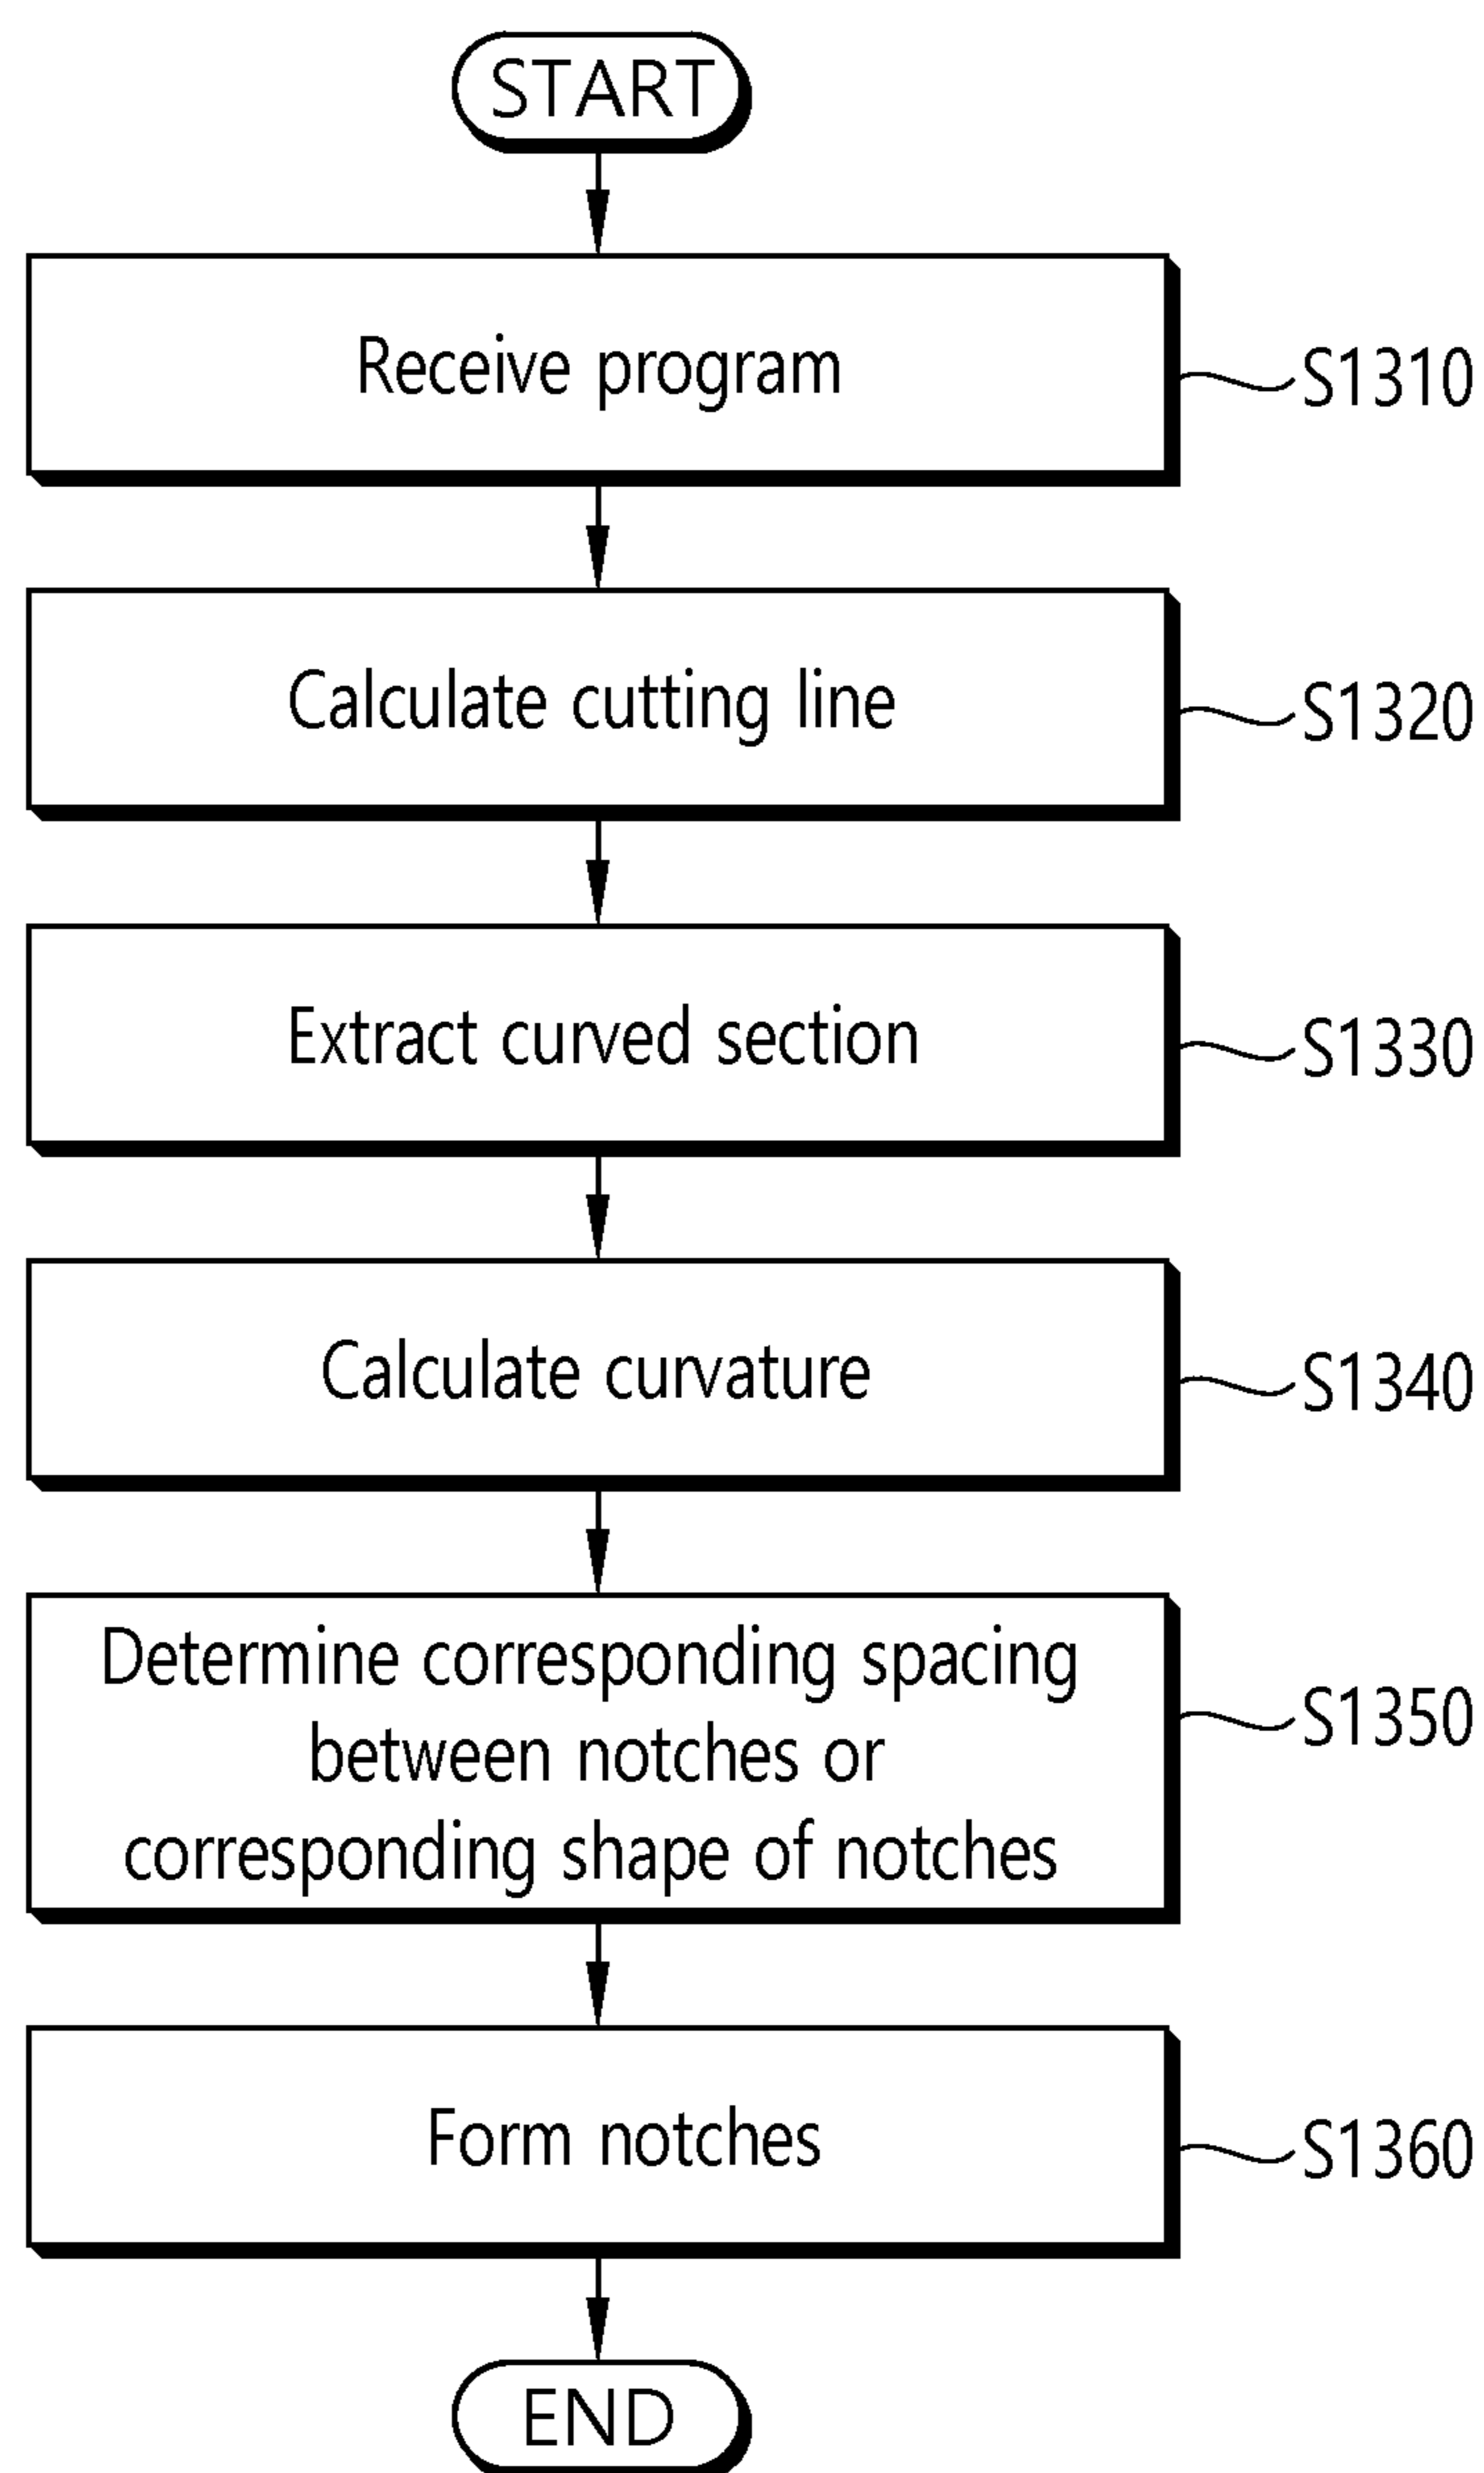 START
Receive program
S1310
Calculate cutting line
S1320
Extract curved section
S1330
Calculate curvature
S1340
Determine corresponding spacing
between notches or
corresponding shape of notches
S1350
Form notches
S1360
END